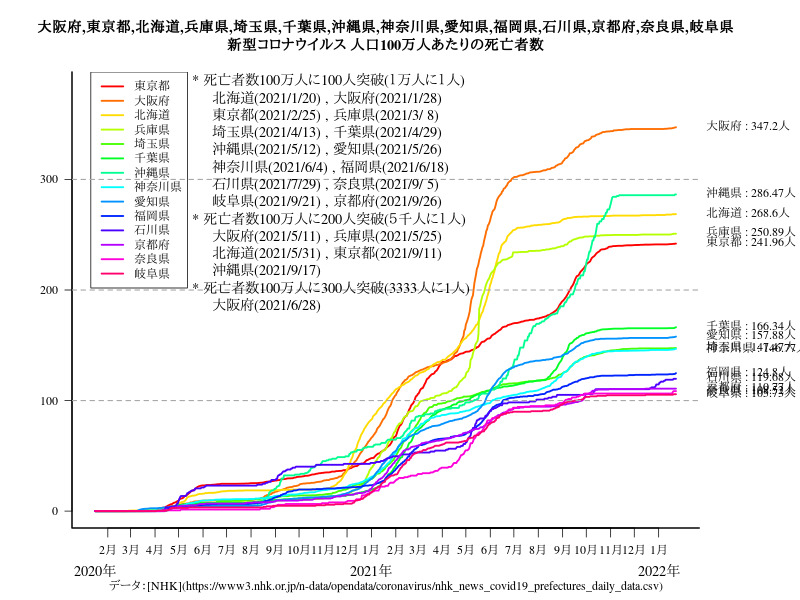 大阪府,東京都,北海道,兵庫県,埼玉県,千葉県,沖縄県,神奈川県,愛知県,福岡県,石川県,京都府,奈良県,岐阜県
新型コロナウイルス 人口100万人あたりの死亡者数
東京都
大阪府
北海道
兵庫県
埼玉県
千葉県
沖縄県
神奈川県
愛知県
福岡県
石川県
京都府
奈良県
岐阜県
* 死亡者数100万人に100人突破(1万人に1人)
北海道(2021/1/20) , 大阪府(2021/1/28)
東京都(2021/2/25) , 兵庫県(2021/3/ 8)
埼玉県(2021/4/13) , 千葉県(2021/4/29)
沖縄県(2021/5/12) , 愛知県(2021/5/26)
神奈川県(2021/6/4) , 福岡県(2021/6/18)
石川県(2021/7/29) , 奈良県(2021/9/ 5)
岐阜県(2021/9/21) , 京都府(2021/9/26)
* 死亡者数100万人に200人突破(5千人に1人)
大阪府(2021/5/11) , 兵庫県(2021/5/25)
北海道(2021/5/31) , 東京都(2021/9/11)
沖縄県(2021/9/17)
* 死亡者数100万人に300人突破(3333人に1人)
大阪府(2021/6/28)
大阪府 : 347.2人
沖縄県 : 286.47人
北海道 : 268.6人
兵庫県 : 250.89人
東京都 : 241.96人
千葉県 : 166.34人
愛知県 : 157.88人
福岡県 : 124.8人
岐阜県 : 105.73人
300
200
100
0
2月 3月 4月 5月 6月 7月 8月 9月 10月 11月 12月 1月 2月 3月 4月 5月 6月 7月 8月 9月 10月 11月 12月 1月
2020年 2021年 2022年
データ:[NHK](https://www3.nhk.or.jp/n-data/opendata/coronavirus/nhk_news_covid19_prefectures_daily_data.csv)